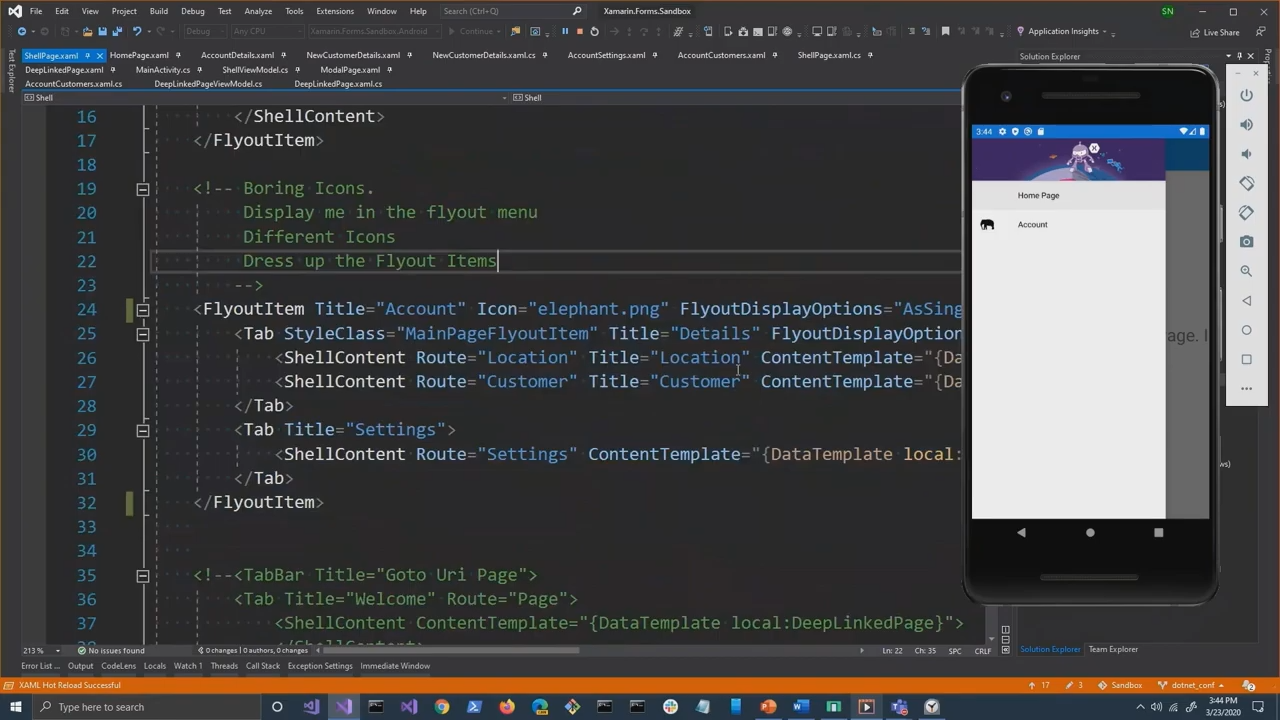 File Edit View Project Build Debug Test Analyze Tools Extensions Window Help Search (Ctrl+Q) Xamarin.Forms.Sandbox SN
Debug Any CPU Xamarin.Forms.Sandbox.Android Continue Application Insights Live Share
ShellPage.xaml HomePage.xaml AccountDetails.xaml NewCustomerDetails.xaml NewCustomerDetails.xaml.cs AccountSettings.xaml AccountCustomers.xaml ShellPage.xaml.cs Solution Explorer
DeepLinkedPage.xaml MainActivity.cs ShellViewModel.cs ModalPage.xaml
AccountCustomers.xaml.cs DeepLinkedPageViewModel.cs DeepLinkedPage.xaml.cs
Test Explorer
Shell Shell
16 </ShellContent>
17 </FlyoutItem>
18
19 <!-- Boring Icons.
20 Display me in the flyout menu
21 Different Icons
22 Dress up the Flyout Items
23 -->
24 <FlyoutItem Title="Account" Icon="elephant.png" FlyoutDisplayOptions="AsSing
25 <Tab StyleClass="MainPageFlyoutItem" Title="Details" FlyoutDisplayOption
26 <ShellContent Route="Location" Title="Location" ContentTemplate="{Da
27 <ShellContent Route="Customer" Title="Customer" ContentTemplate="{Da
28 </Tab>
29 <Tab Title="Settings">
30 <ShellContent Route="Settings" ContentTemplate="{DataTemplate local:
31 </Tab>
32 </FlyoutItem>
33
34
35 <!--<TabBar Title="Goto Uri Page">
36 <Tab Title="Welcome" Route="Page">
37 <ShellContent ContentTemplate="{DataTemplate local:DeepLinkedPage}">
</ShellContent>
3:44
Home Page
Account
age. I
213 % No issues found 0 changes | 0 authors, 0 changes Ln: 22 Ch: 35 SPC CRLF
Solution Explorer Team Explorer
Error List ... Output CodeLens Locals Watch 1 Threads Call Stack Exception Settings Immediate Window
XAML Hot Reload Successful 17 3 Sandbox dotnet_conf 2
Type here to search
3:44 PM
3/23/2020